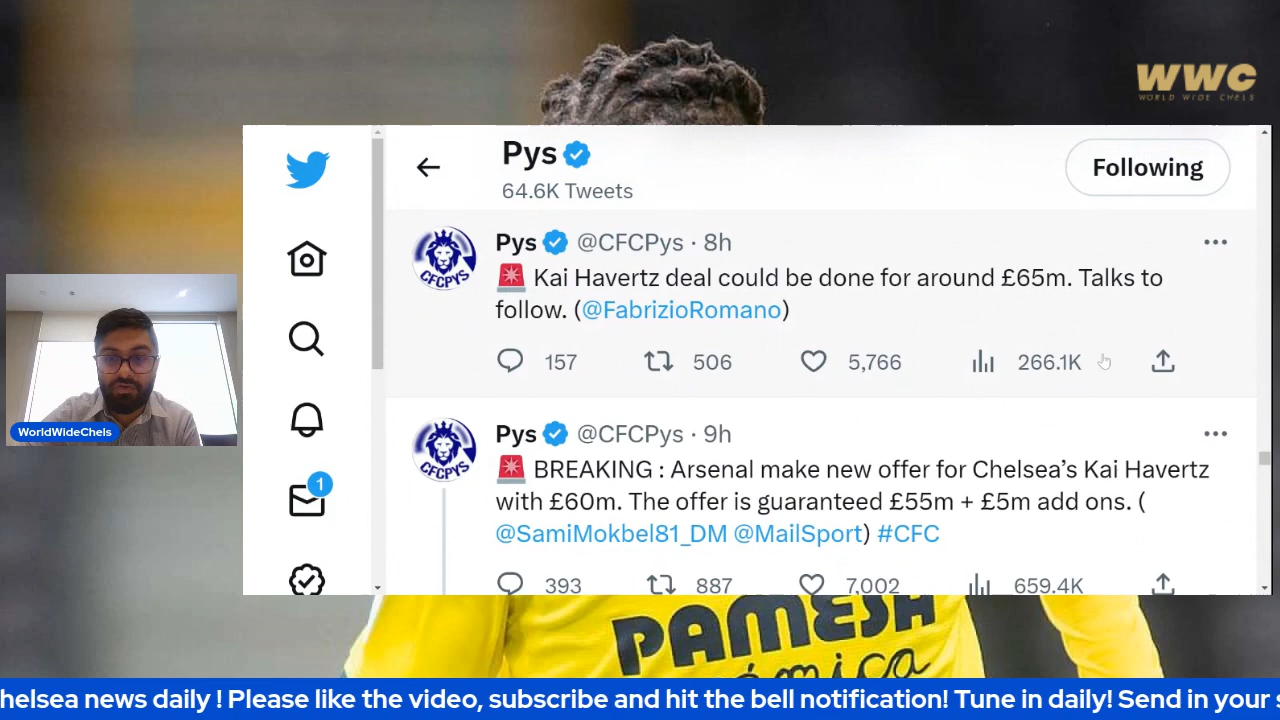 WWC
WORLD WIDE CHELS
Pys
64.6K Tweets
Following
Pys @CFCPys · 8h
🚨 Kai Havertz deal could be done for around £65m. Talks to
follow. (@FabrizioRomano)
157 506 5,766 266.1K
CFCPYS
Pys @CFCPys · 9h
🚨 BREAKING : Arsenal make new offer for Chelsea’s Kai Havertz
with £60m. The offer is guaranteed £55m + £5m add ons. (
@SamiMokbel81_DM @MailSport) #CFC
393 887 7,002 659.4K
CFCPYS
1
WorldWideChels
PAMESA
helsea news daily ! Please like the video, subscribe and hit the bell notification! Tune in daily! Send in your